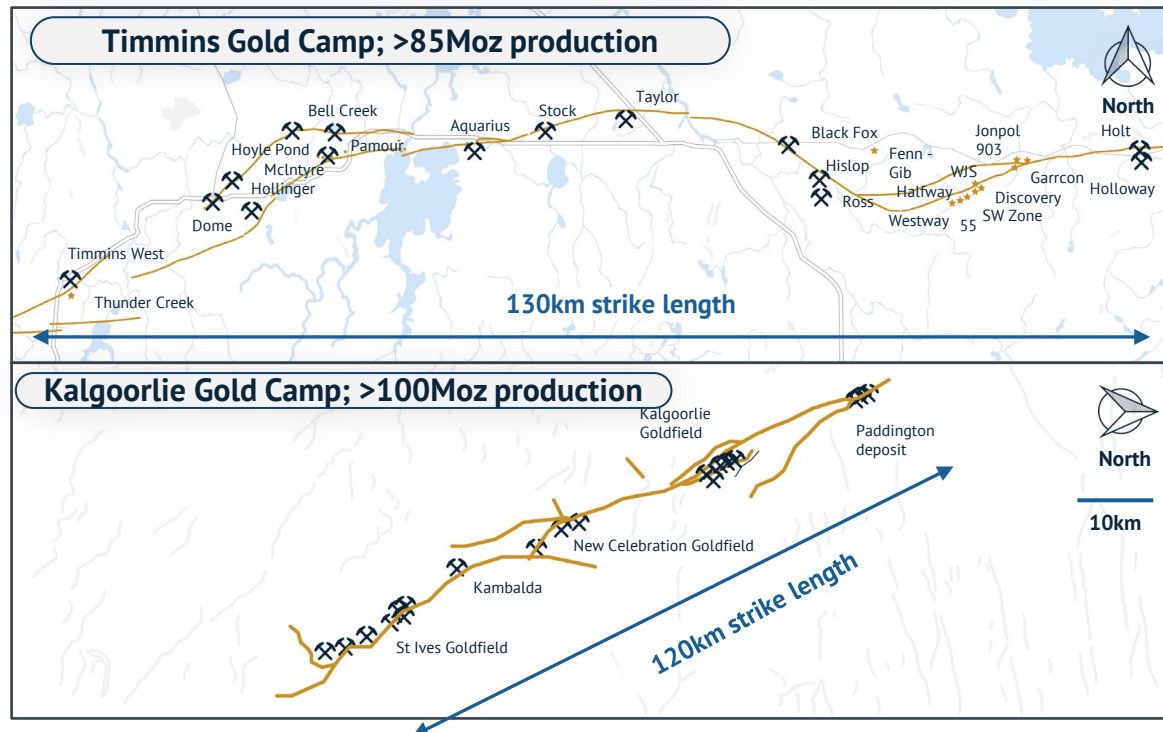 Timmins Gold Camp; >85Moz production
North
Taylor
Stock
Bell Creek
Aquarius
Hoyle Pond
Pamour
McIntyre
Hollinger
Dome
Timmins West
Thunder Creek
Black Fox
Hislop
Ross
Fenn -
Gib
Jonpol
903
WJS
Halfway
Westway
55
Discovery
SW Zone
Garrcon
Holt
Holloway
130km strike length
Kalgoorlie Gold Camp; >100Moz production
Kalgoorlie
Goldfield
Paddington
deposit
North
10km
New Celebration Goldfield
Kambalda
St Ives Goldfield
120km strike length